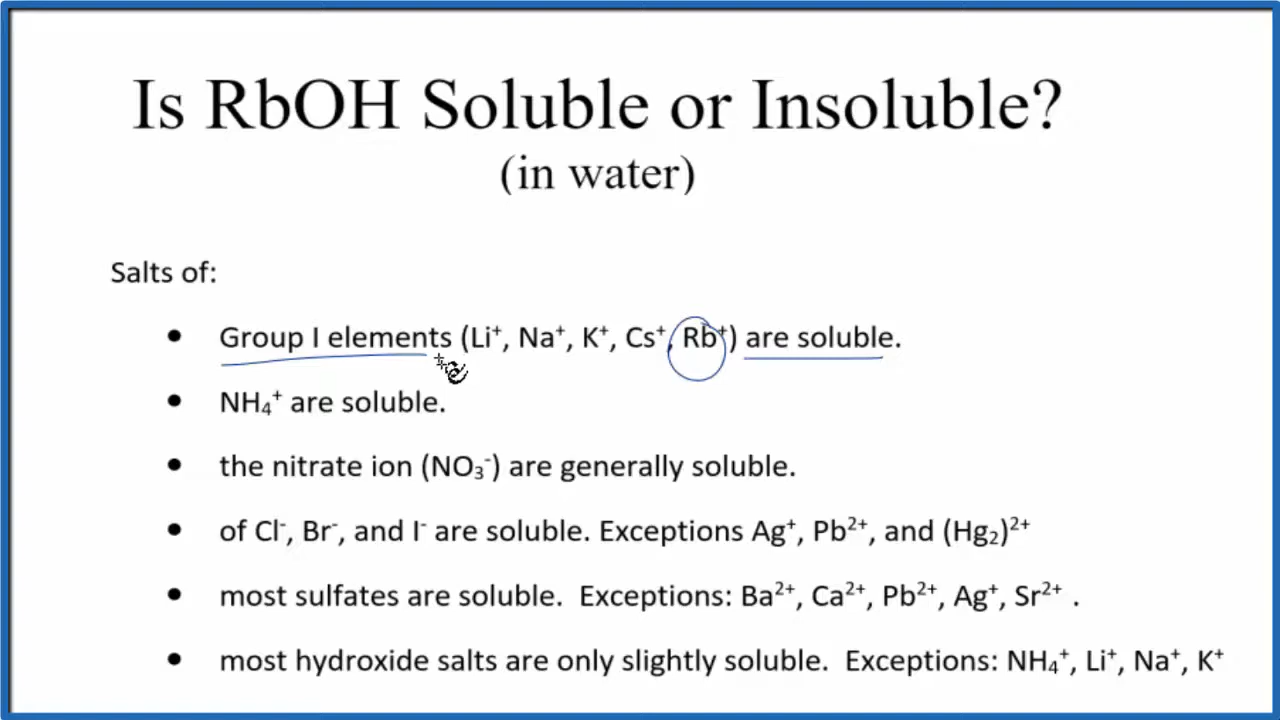 Is RbOH Soluble or Insoluble?
(in water)
Salts of:
• Group I elements (Li⁺, Na⁺, K⁺, Cs⁺, Rb⁺) are soluble.
• NH₄⁺ are soluble.
• the nitrate ion (NO₃⁻) are generally soluble.
• of Cl⁻, Br⁻, and I⁻ are soluble. Exceptions Ag⁺, Pb²⁺, and (Hg₂)²⁺
• most sulfates are soluble.  Exceptions: Ba²⁺, Ca²⁺, Pb²⁺, Ag⁺, Sr²⁺ .
• most hydroxide salts are only slightly soluble.  Exceptions: NH₄⁺, Li⁺, Na⁺, K⁺